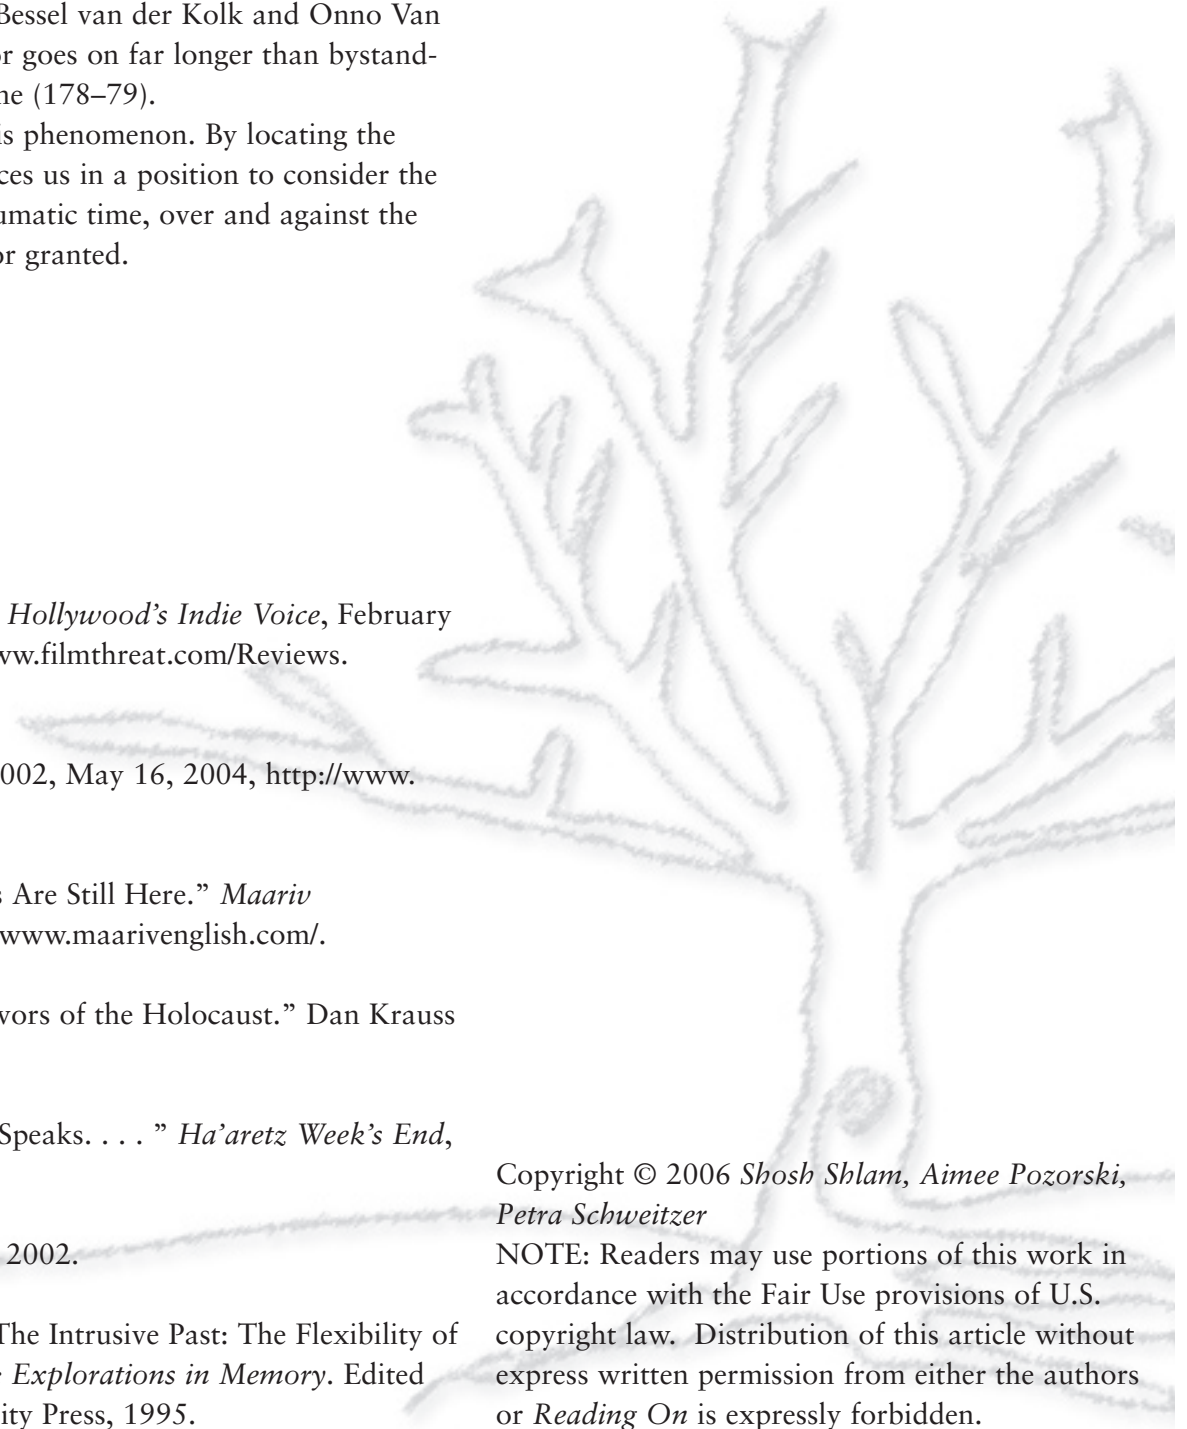 Bessel van der Kolk and Onno Van
or goes on far longer than bystand-
ne (178–79).
is phenomenon. By locating the
ces us in a position to consider the
umatic time, over and against the
or granted.
Hollywood’s Indie Voice, February
ww.filmthreat.com/Reviews.
002, May 16, 2004, http://www.
s Are Still Here.” Maariv
www.maarivenglish.com/.
vors of the Holocaust.” Dan Krauss
Speaks. . . . ” Ha’aretz Week’s End,
2002.
The Intrusive Past: The Flexibility of
: Explorations in Memory. Edited
ity Press, 1995.
Copyright © 2006 Shosh Shlam, Aimee Pozorski,
Petra Schweitzer
NOTE: Readers may use portions of this work in
accordance with the Fair Use provisions of U.S.
copyright law. Distribution of this article without
express written permission from either the authors
or Reading On is expressly forbidden.